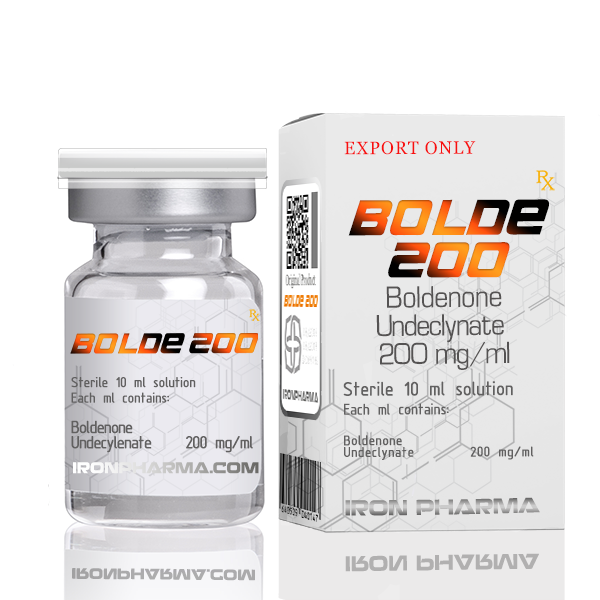 Rx
BOLDE 200
Sterile 10 ml solution
Each ml contains:
Boldenone
Undecylenate 200 mg/ml
IRONPHARMA.COM
EXPORT ONLY
Rx
BOLDE
200
Boldenone
Undeclynate
200 mg/ml
Sterile 10 ml solution
Each ml contains:
Boldenone
Undeclynate 200 mg/ml
IRON PHARMA
Original Product
BOLDE 200
IRONPHARMA